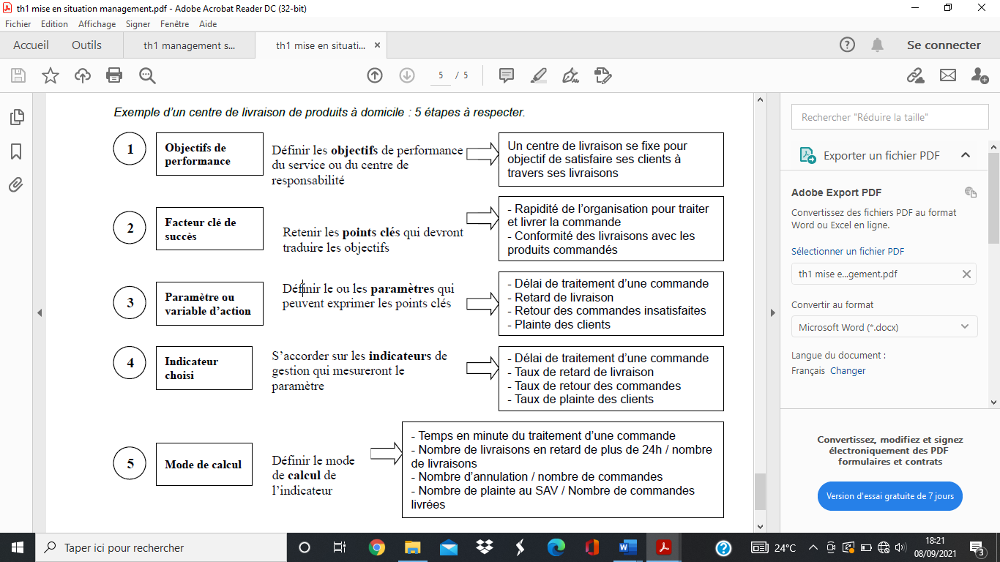 th1 mise en situation management.pdf - Adobe Acrobat Reader DC (32-bit)
Fichier Edition Affichage Signer Fenêtre Aide
Accueil Outils th1 management s... th1 mise en situati... ×
Se connecter
5 / 5
Exemple d'un centre de livraison de produits à domicile : 5 étapes à respecter.
1
Objectifs de
performance
Définir les objectifs de performance
du service ou du centre de
responsabilité
Un centre de livraison se fixe pour
objectif de satisfaire ses clients à
travers ses livraisons
2
Facteur clé de
succès
Retenir les points clés qui devront
traduire les objectifs
- Rapidité de l'organisation pour traiter
et livrer la commande
- Conformité des livraisons avec les
produits commandés
3
Paramètre ou
variable d'action
Définir le ou les paramètres qui
peuvent exprimer les points clés
- Délai de traitement d'une commande
- Retard de livraison
- Retour des commandes insatisfaites
- Plainte des clients
4
Indicateur
choisi
S'accorder sur les indicateurs de
gestion qui mesureront le
paramètre
- Délai de traitement d'une commande
- Taux de retard de livraison
- Taux de retour des commandes
- Taux de plainte des clients
5
Mode de calcul
Définir le mode
de calcul de
l'indicateur
- Temps en minute du traitement d'une commande
- Nombre de livraisons en retard de plus de 24h / nombre
de livraisons
- Nombre d'annulation / nombre de commandes
- Nombre de plainte au SAV / Nombre de commandes
livrées
Rechercher "Réduire la taille"
Exporter un fichier PDF
Adobe Export PDF
Convertissez des fichiers PDF au format
Word ou Excel en ligne.
Sélectionner un fichier PDF
th1 mise e...gement.pdf
Convertir au format
Microsoft Word (*.docx)
Langue du document :
Français Changer
Convertissez, modifiez et signez
électroniquement des PDF
formulaires et contrats
Version d'essai gratuite de 7 jours
Taper ici pour rechercher
24°C
18:21
08/09/2021
3